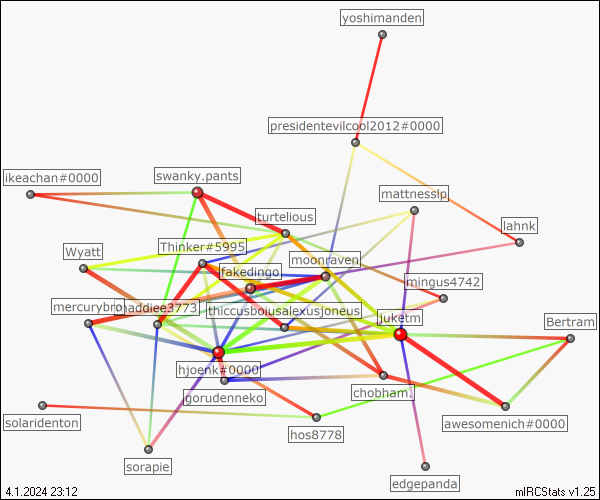 yoshimanden
presidentevilcool2012#0000
ikeachan#0000
swanky.pants
mattnesslp
turtelious
lahnk
Wyatt
Thinker#5995
moonraven
fakedingo
mingus4742
mercurybro
maddiee3773
thiccusboiusalexusjoneus
juketm
Bertram
hjoenk#0000
gorudenneko
chobham.
solaridenton
hos8778
awesomenich#0000
sorapie
edgepanda
4.1.2024 23:12
mIRCStats v1.25